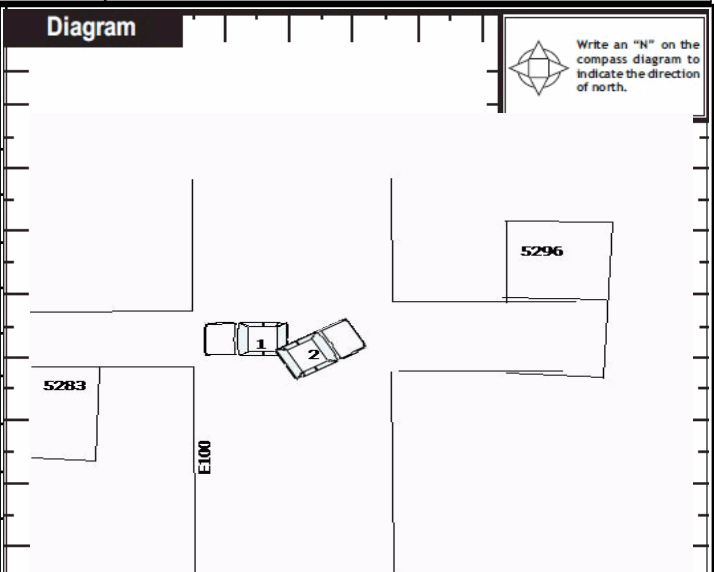 Diagram
Write an “N” on the
compass diagram to
indicate the direction
of north.
5296
1
2
5283
E100